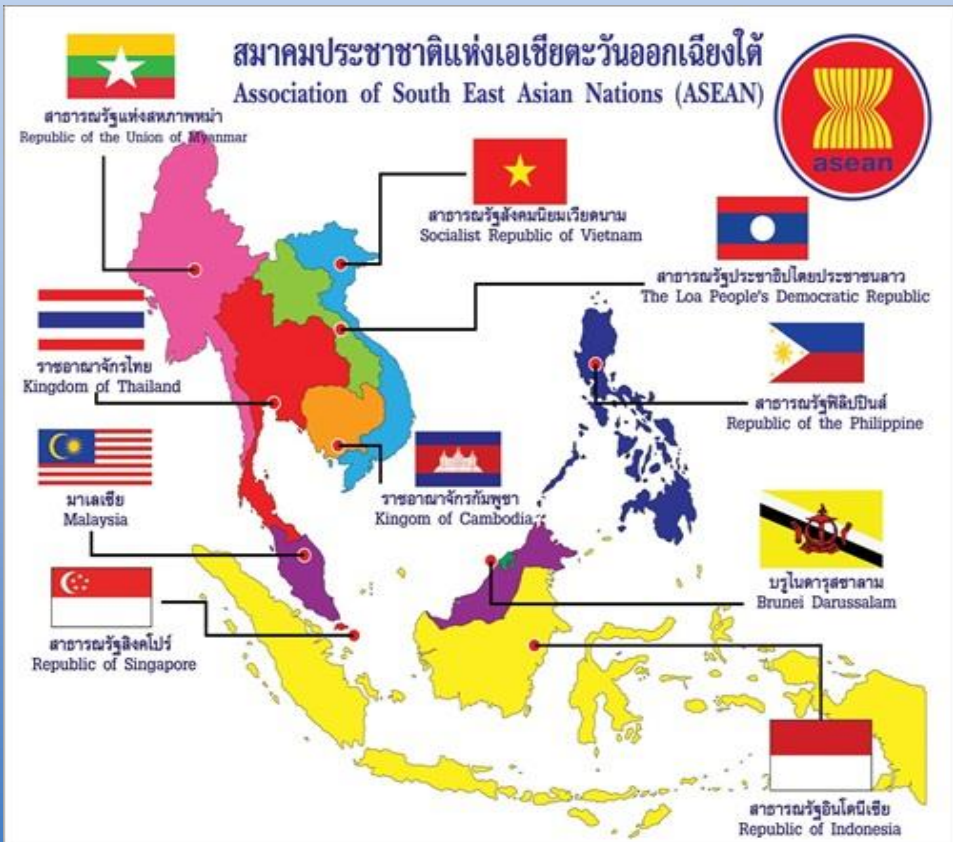 สมาคมประชาชาติแห่งเอเชียตะวันออกเฉียงใต้
Association of South East Asian Nations (ASEAN)
asean
สาธารณรัฐแห่งสหภาพพม่า
Republic of the Union of Myanmar
สาธารณรัฐสังคมนิยมเวียดนาม
Socialist Republic of Vietnam
สาธารณรัฐประชาธิปไตยประชาชนลาว
The Loa People's Democratic Republic
ราชอาณาจักรไทย
Kingdom of Thailand
สาธารณรัฐฟิลิปปินส์
Republic of the Philippine
มาเลเซีย
Malaysia
ราชอาณาจักรกัมพูชา
Kingom of Cambodia
บรูไนดารุสซาลาม
Brunei Darussalam
สาธารณรัฐสิงคโปร์
Republic of Singapore
สาธารณรัฐอินโดนีเซีย
Republic of Indonesia